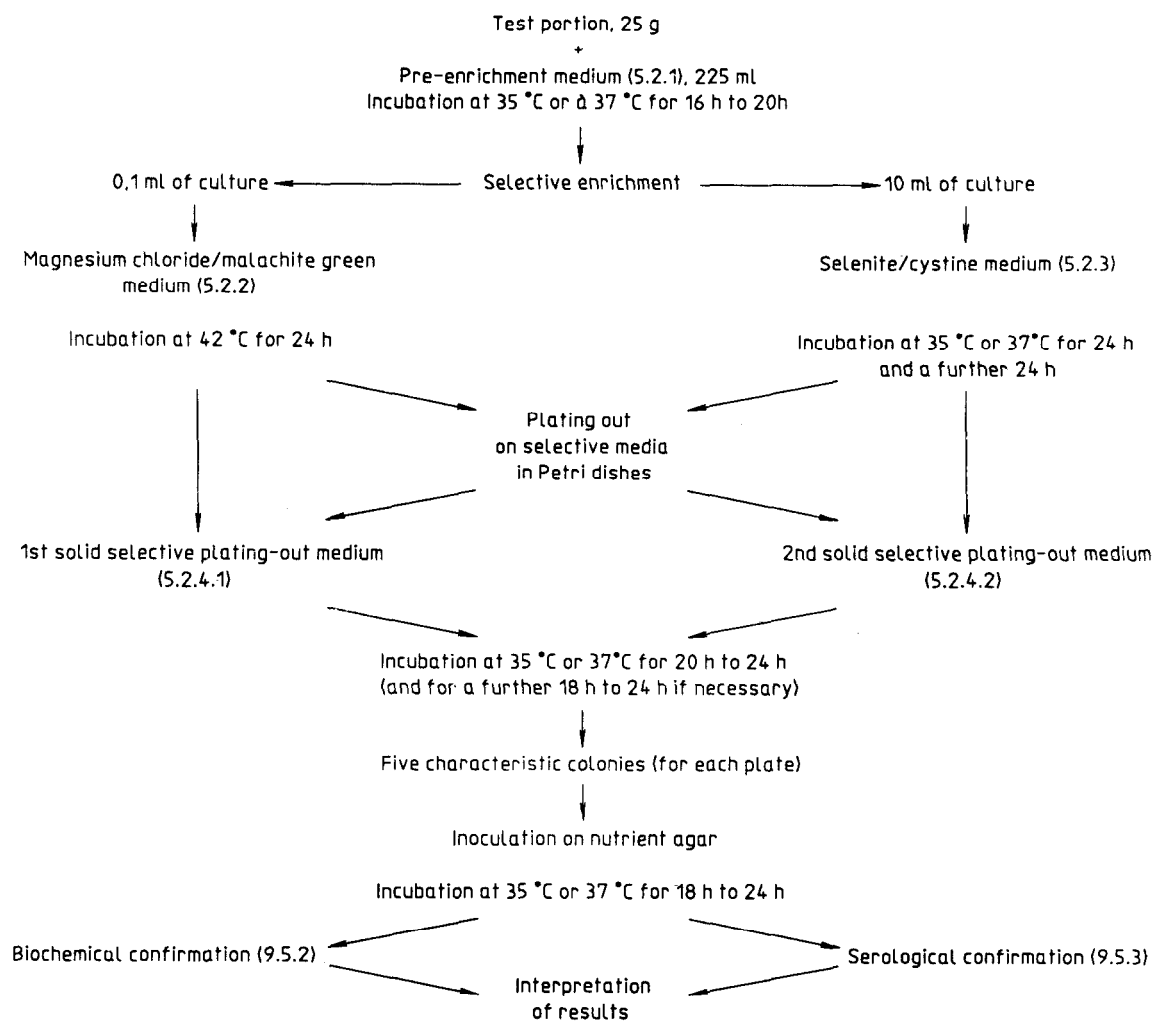 Test portion, 25 g
+
Pre-enrichment medium (5.2.1), 225 ml
Incubation at 35 °C or à 37 °C for 16 h to 20h
0,1 ml of culture
Selective enrichment
10 ml of culture
Magnesium chloride/malachite green
medium (5.2.2)
Selenite/cystine medium (5.2.3)
Incubation at 42 °C for 24 h
Incubation at 35 °C or 37°C for 24 h
and a further 24 h
Plating out
on selective media
in Petri dishes
1st solid selective plating-out medium
(5.2.4.1)
2nd solid selective plating-out medium
(5.2.4.2)
Incubation at 35 °C or 37°C for 20 h to 24 h
(and for a further 18 h to 24 h if necessary)
Five characteristic colonies (for each plate)
Inoculation on nutrient agar
Incubation at 35 °C or 37 °C for 18 h to 24 h
Biochemical confirmation (9.5.2)
Serological confirmation (9.5.3)
Interpretation
of results